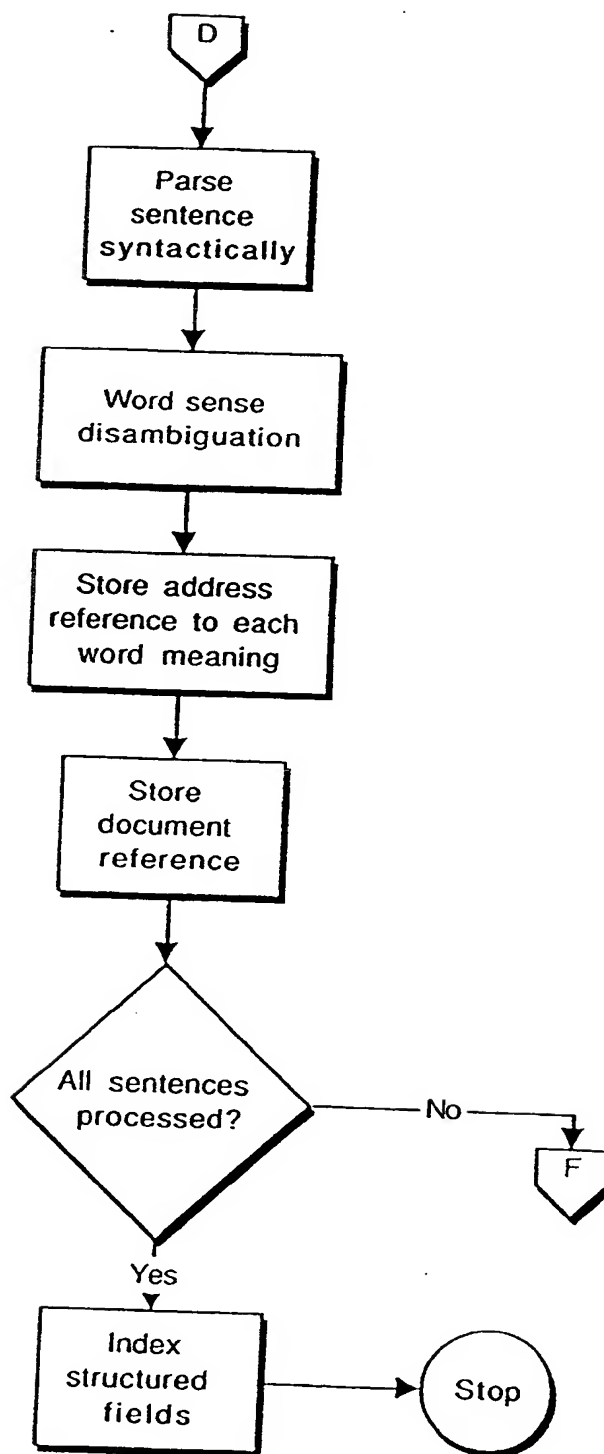 D
Parse
sentence
syntactically
Word sense
disambiguation
Store address
reference to each
word meaning
Store
document
reference
All sentences
processed?
No
F
Yes
Index
structured
fields
Stop